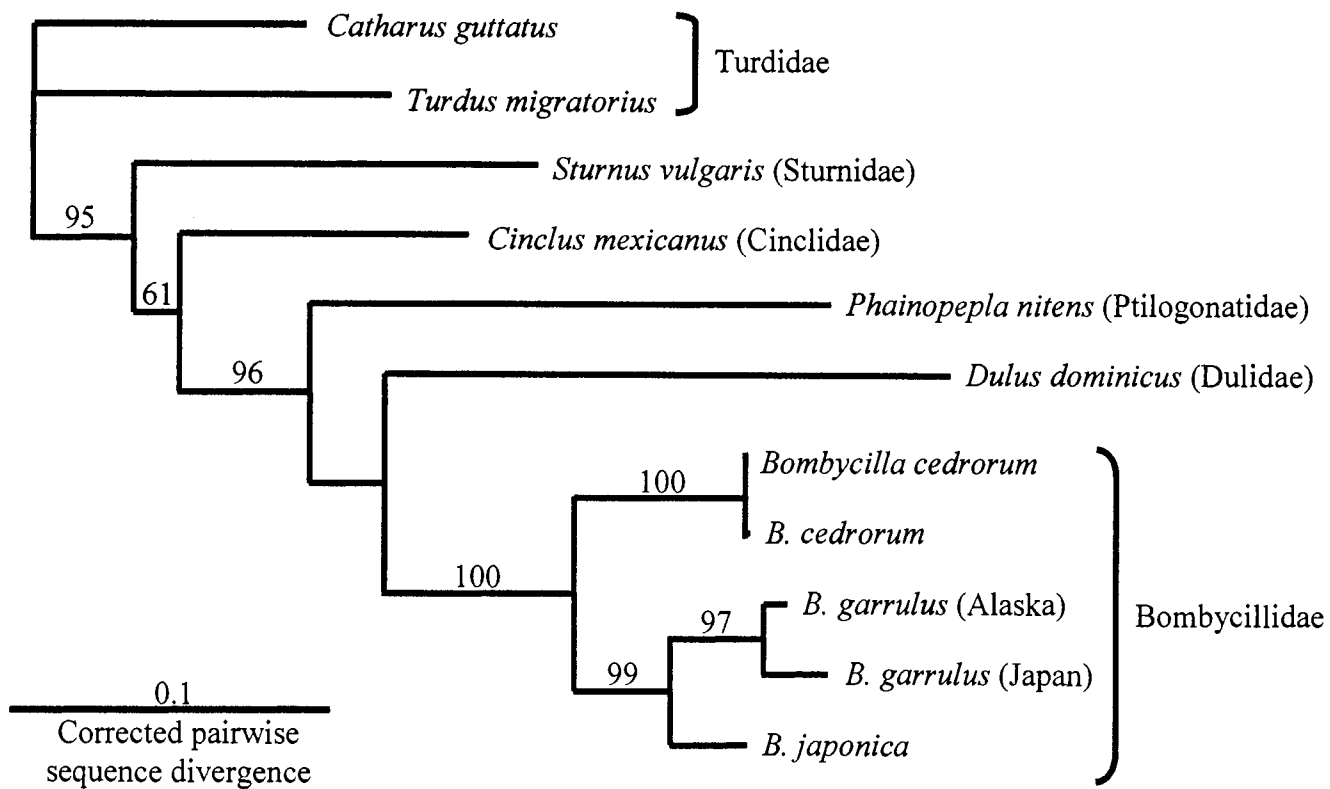 Catharus guttatus
Turdidae
Turdus migratorius
Sturnus vulgaris (Sturnidae)
95
Cinclus mexicanus (Cinclidae)
61
Phainopepla nitens (Ptilogonatidae)
96
Dulus dominicus (Dulidae)
Bombycilla cedrorum
100
B. cedrorum
100
B. garrulus (Alaska)
Bombycillidae
97
B. garrulus (Japan)
99
B. japonica
0.1
Corrected pairwise
sequence divergence